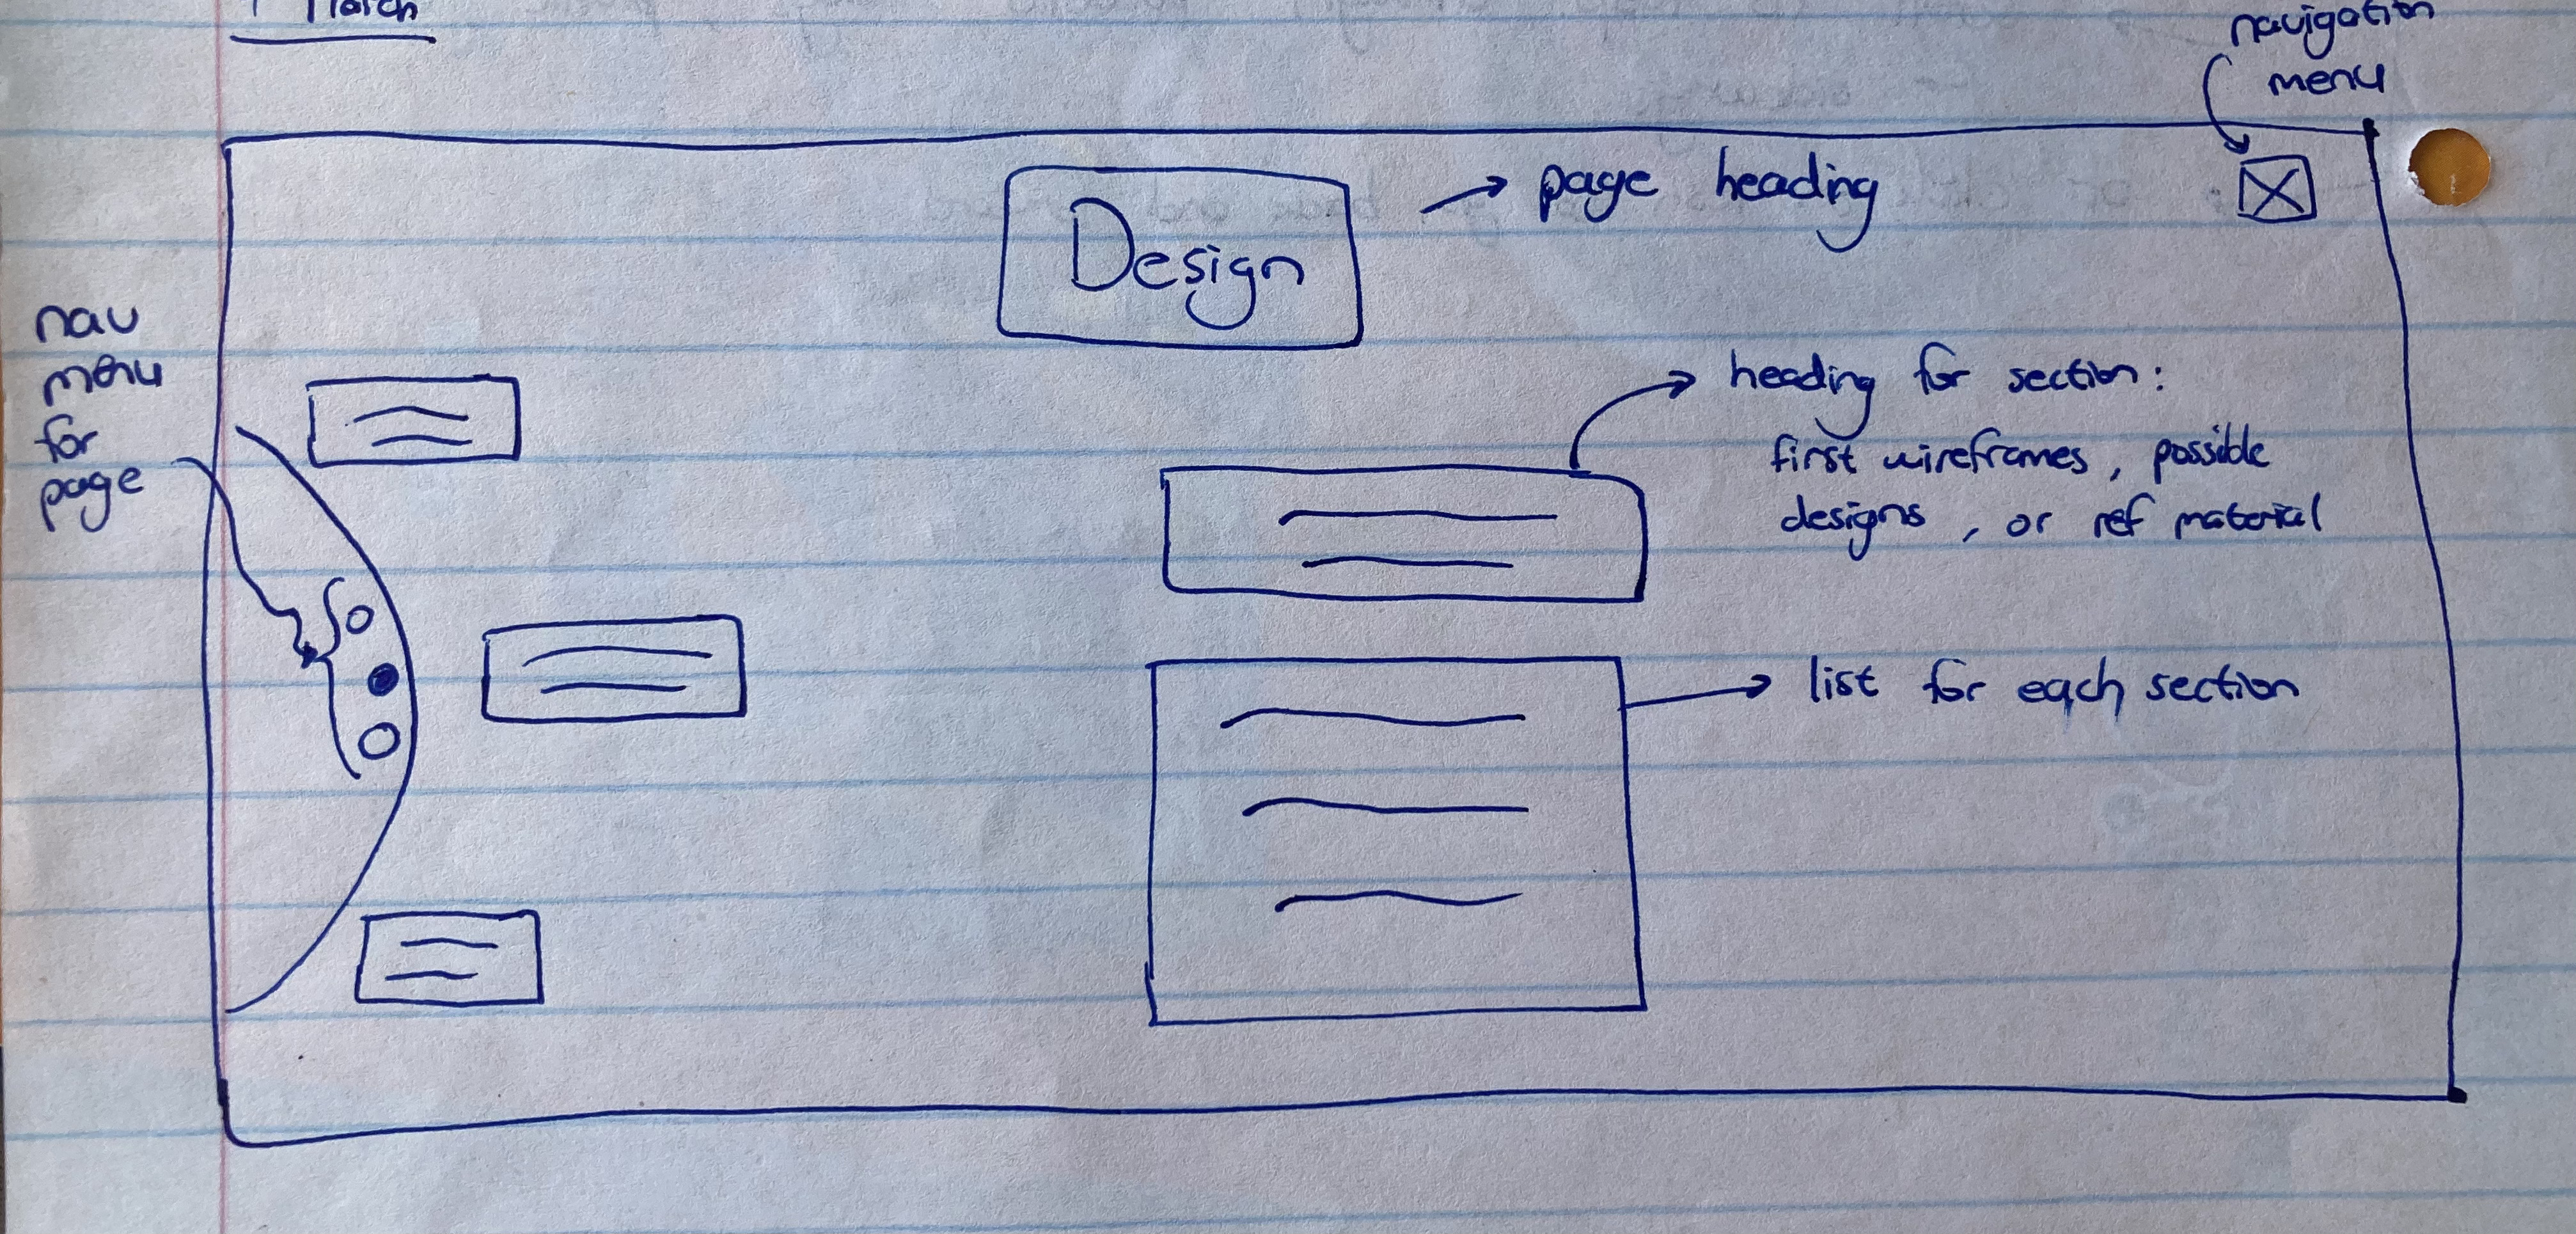 March
navigation
menu
Design
page heading
nav
menu
for
page
heading for section:
first wireframes, possible
designs, or ref material
list for each section